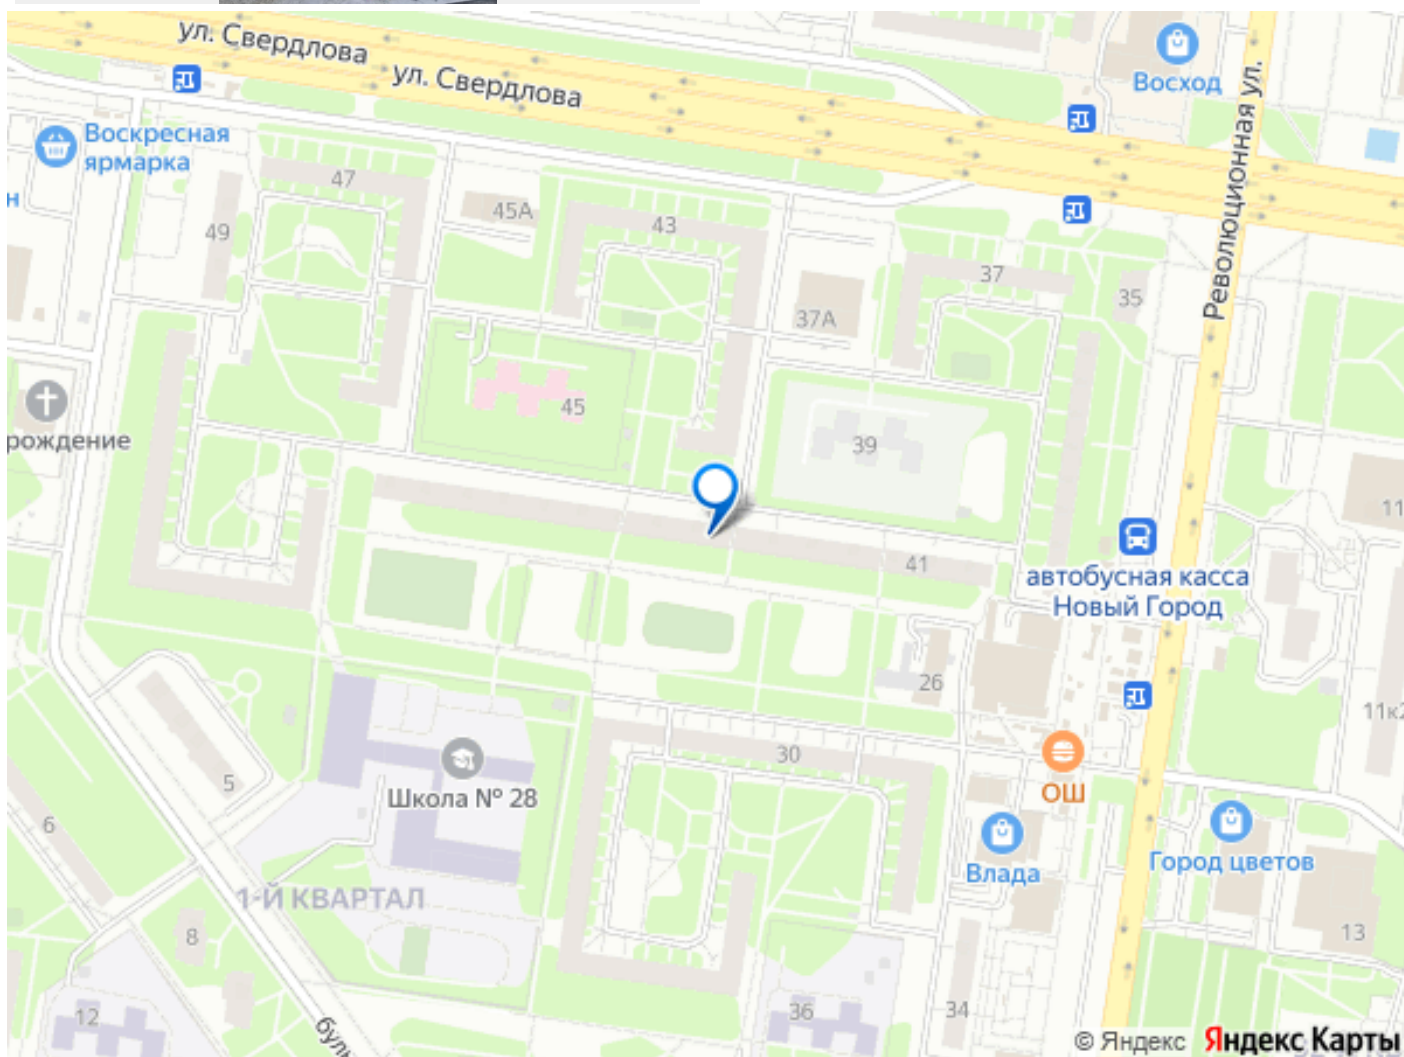 ул. Свердлова
ул. Свердлова
Восход
Революционная ул.
Воскресная
ярмарка
н
47
45А
43
49
37
35
37А
45
39
рождение
11
41
автобусная касса
Новый Город
26
11к2
30
5
Школа № 28
ОШ
6
Влада
Город цветов
1-Й КВАРТАЛ
8
13
12
36
34
буль
© Яндекс Яндекс Карты